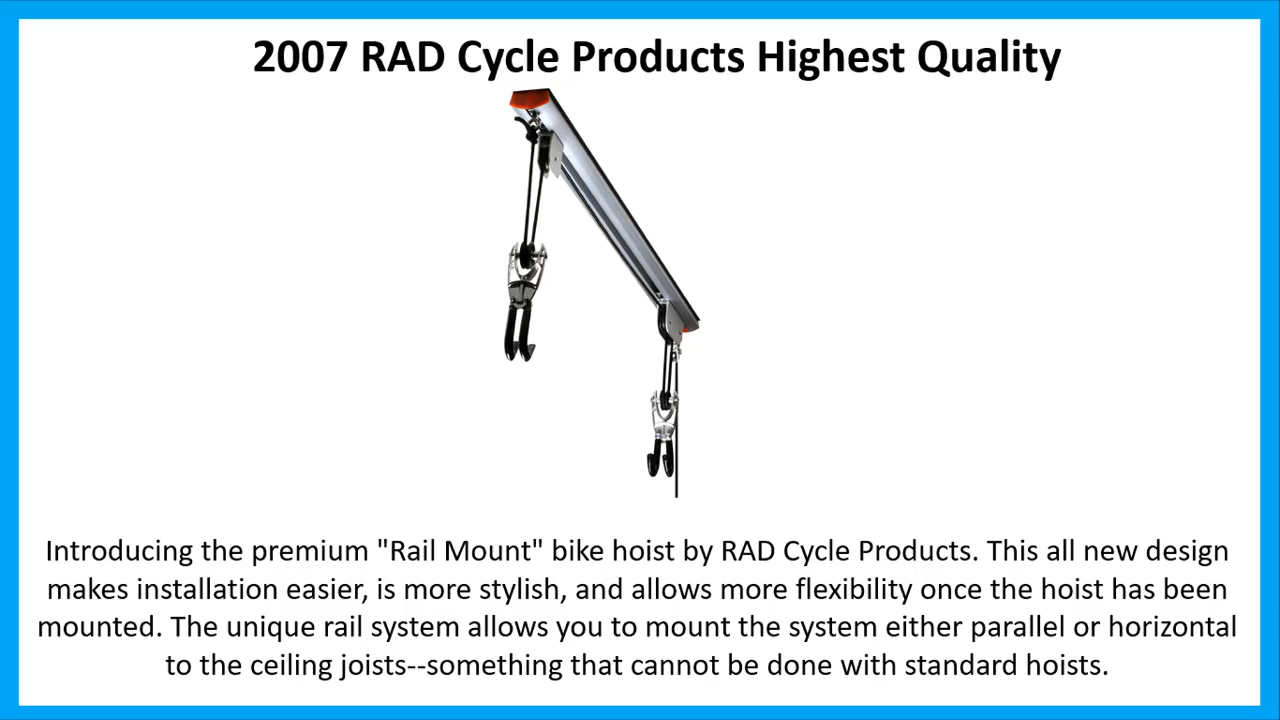 2007 RAD Cycle Products Highest Quality
Introducing the premium "Rail Mount" bike hoist by RAD Cycle Products. This all new design
makes installation easier, is more stylish, and allows more flexibility once the hoist has been
mounted. The unique rail system allows you to mount the system either parallel or horizontal
to the ceiling joists--something that cannot be done with standard hoists.